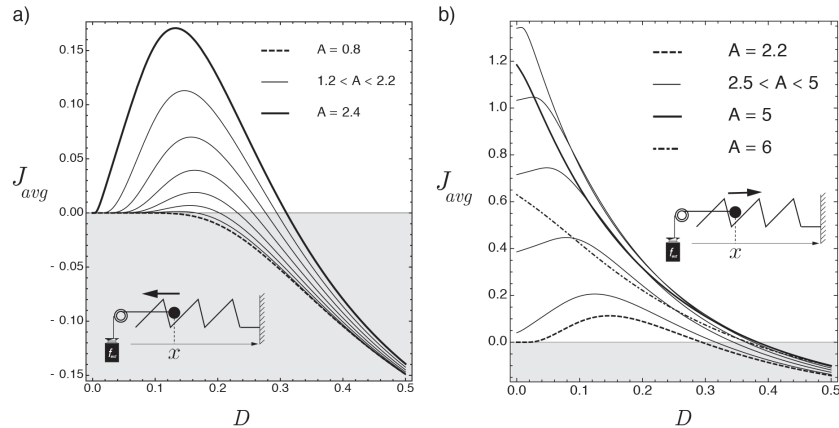 a)
0.15
0.10
0.05
0.00
- 0.05
- 0.10
- 0.15
J avg
A = 0.8
1.2 < A < 2.2
A = 2.4
x
0.0 0.1 0.2 0.3 0.4 0.5
D
b)
1.2
1.0
0.8
0.6
0.4
0.2
0.0
J avg
A = 2.2
2.5 < A < 5
A = 5
A = 6
x
0.0 0.1 0.2 0.3 0.4 0.5
D